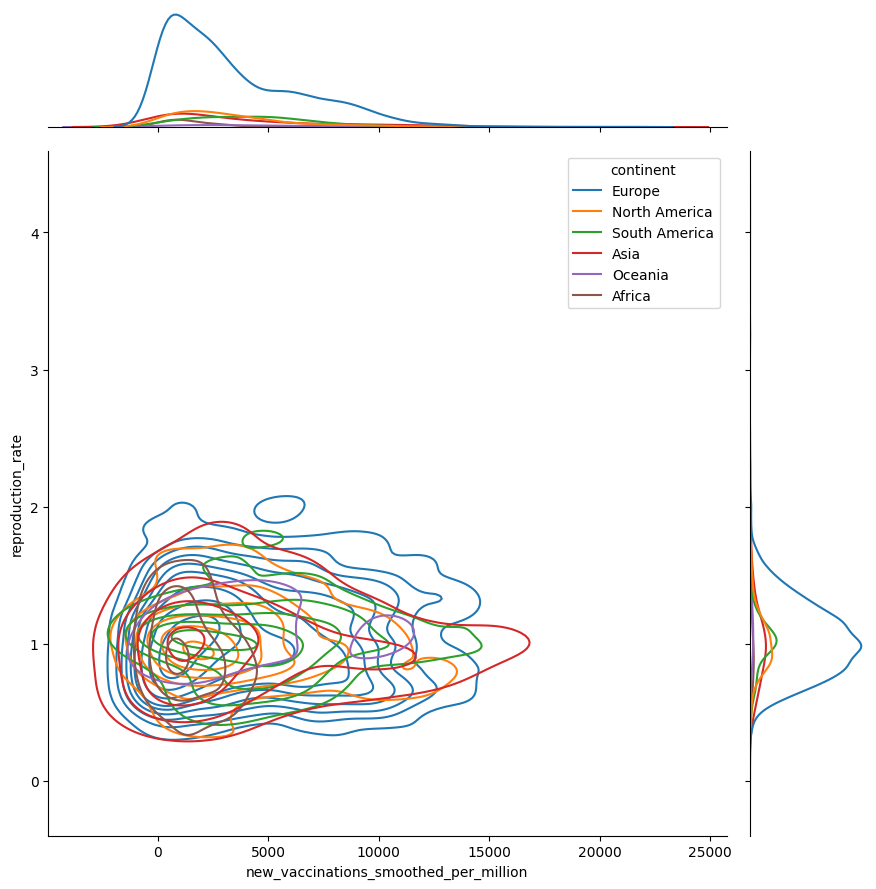 continent
Europe
North America
South America
Asia
Oceania
Africa
4
3
2
1
0
reproduction_rate
0 5000 10000 15000 20000 25000
new_vaccinations_smoothed_per_million